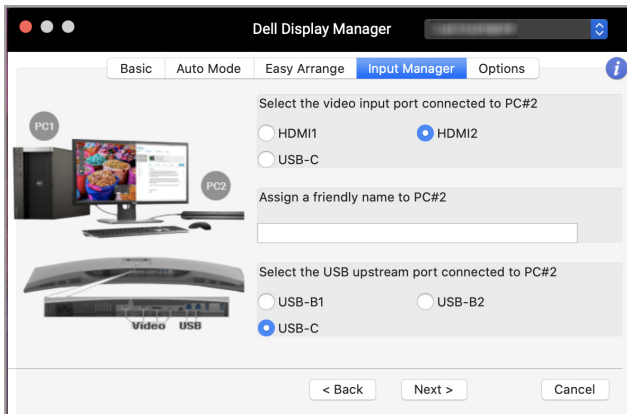 Dell Display Manager
Basic Auto Mode Easy Arrange Input Manager Options
i
Select the video input port connected to PC#2
HDMI1 HDMI2
USB-C
PC1
PC2
Assign a friendly name to PC#2
Select the USB upstream port connected to PC#2
USB-B1 USB-B2
USB-C
Video USB
< Back Next > Cancel